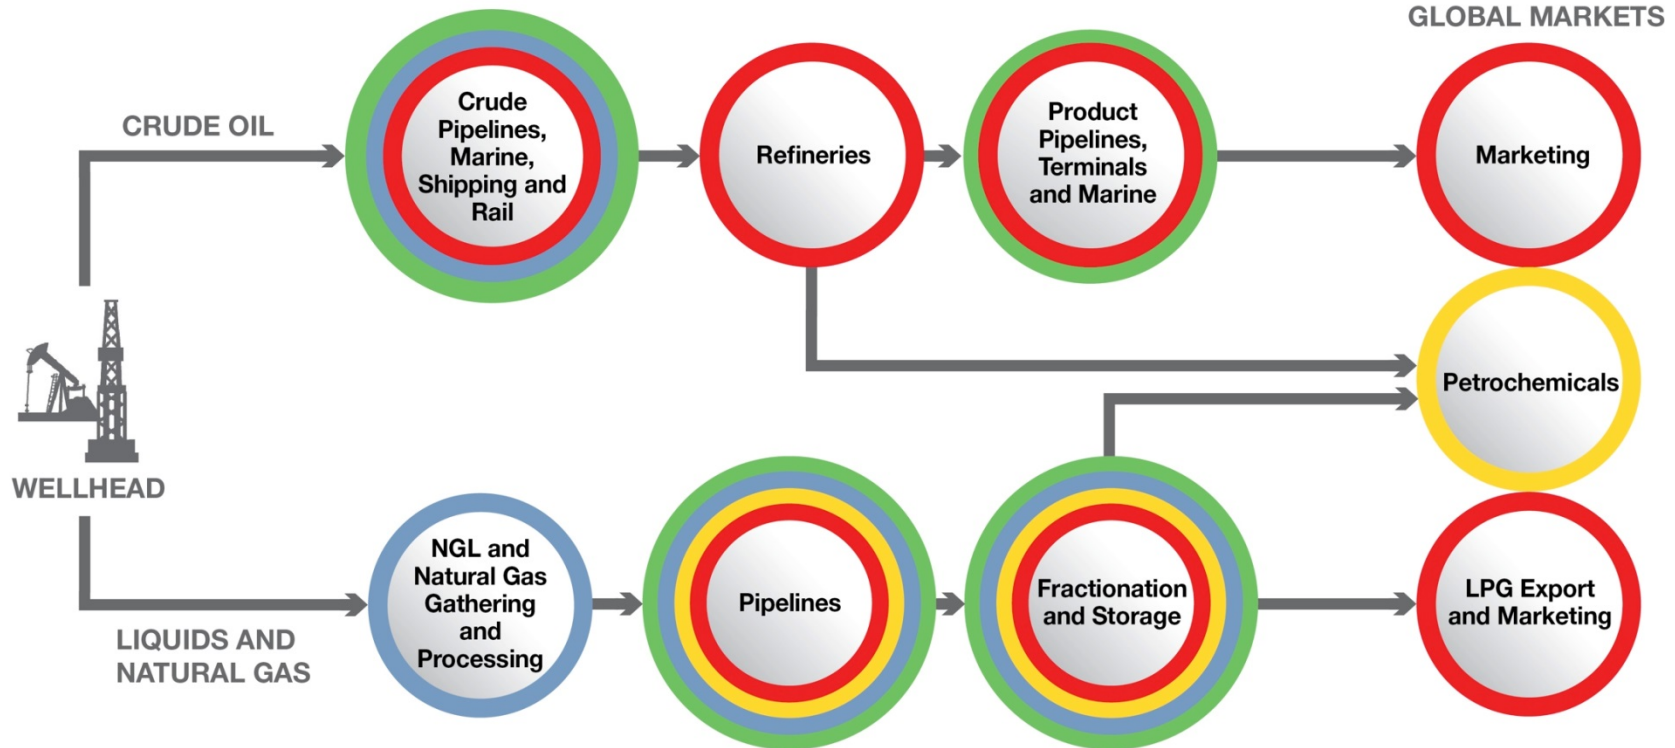 GLOBAL MARKETS
CRUDE OIL
Crude
Pipelines,
Marine,
Shipping and
Rail
Refineries
Product
Pipelines,
Terminals
and Marine
Marketing
Petrochemicals
WELLHEAD
LIQUIDS AND
NATURAL GAS
NGL and
Natural Gas
Gathering
and
Processing
Pipelines
Fractionation
and Storage
LPG Export
and Marketing